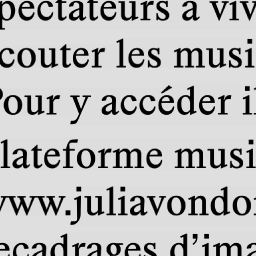 pectateurs à viv
couter les musi
Pour y accéder il
lateforme musi
www.juliavondo
ecadrages d'ima